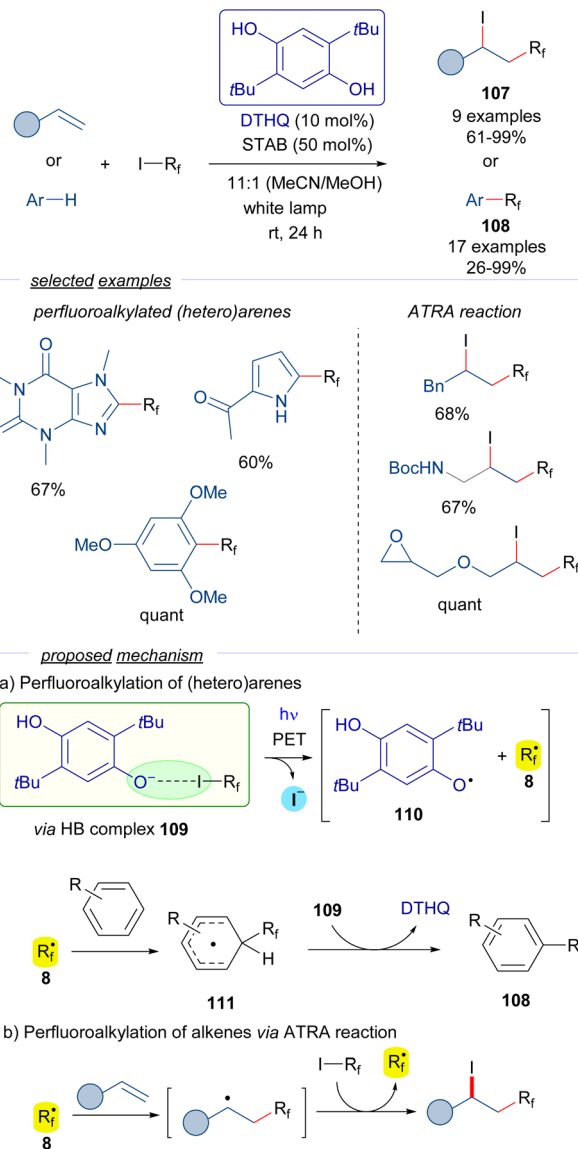 HO
tBu
tBu
OH
DTHQ (10 mol%)
STAB (50 mol%)
11:1 (MeCN/MeOH)
white lamp
rt, 24 h
or
Ar—H
+
I—Rf
I
Rf
107
9 examples
61-99%
or
Ar—Rf
108
17 examples
26-99%
selected examples
perfluoroalkylated (hetero)arenes
ATRA reaction
O
N
N
N
N
Rf
67%
O
NH
Rf
60%
OMe
MeO
Rf
OMe
quant
I
Bn
Rf
68%
I
BocHN
Rf
67%
O
O
I
Rf
quant
proposed mechanism
a) Perfluoroalkylation of (hetero)arenes
HO
tBu
tBu
O⁻
I—Rf
via HB complex 109
hν
PET
I⁻
HO
tBu
tBu
O•
110
+ Rf•
8
Rf•
8
R
R
•
Rf
H
111
109
DTHQ
R
R
108
b) Perfluoroalkylation of alkenes via ATRA reaction
Rf•
8
•
Rf
I—Rf
Rf•
I
Rf